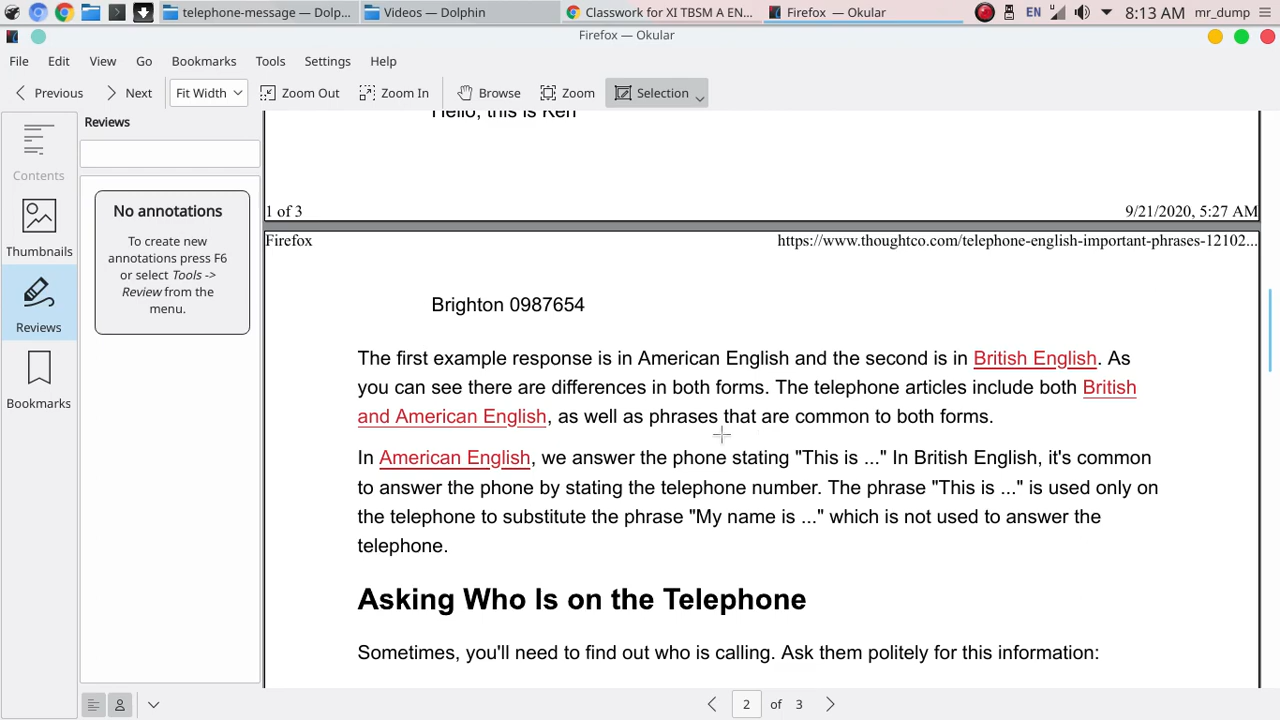 telephone-message — Dolp...
Videos — Dolphin
Classwork for XI TBSM A EN...
Firefox — Okular
EN
8:13 AM
mr_dump
Firefox — Okular
File
Edit
View
Go
Bookmarks
Tools
Settings
Help
Previous
Next
Fit Width
Zoom Out
Zoom In
Browse
Zoom
Selection
Contents
Thumbnails
Reviews
Bookmarks
Reviews
No annotations
To create new
annotations press F6
or select Tools ->
Review from the
menu.
Hello, this is Ken
1 of 3
9/21/2020, 5:27 AM
Firefox
https://www.thoughtco.com/telephone-english-important-phrases-12102...
Brighton 0987654
The first example response is in American English and the second is in British English. As
you can see there are differences in both forms. The telephone articles include both British
and American English, as well as phrases that are common to both forms.
In American English, we answer the phone stating "This is ..." In British English, it's common
to answer the phone by stating the telephone number. The phrase "This is ..." is used only on
the telephone to substitute the phrase "My name is ..." which is not used to answer the
telephone.
Asking Who Is on the Telephone
Sometimes, you'll need to find out who is calling. Ask them politely for this information:
2 of 3